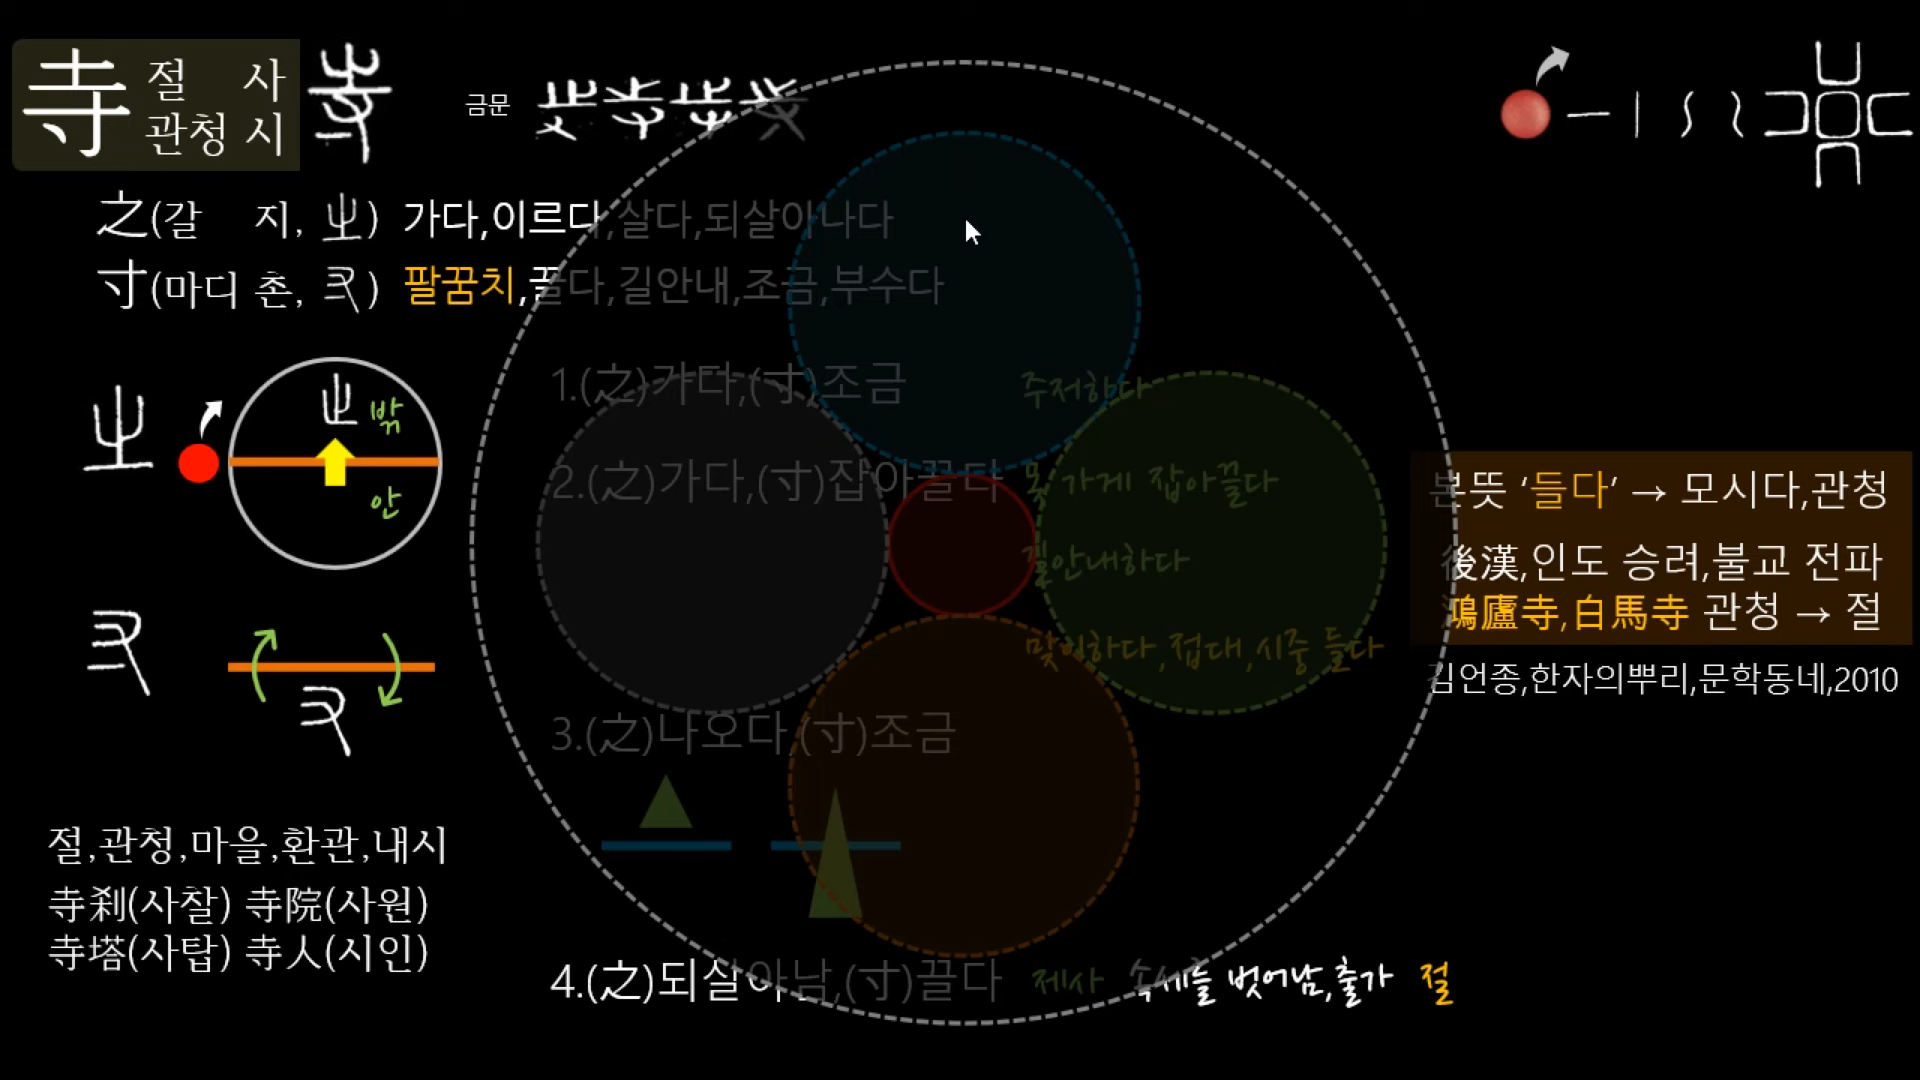 寺 절 사
관청 시
금문
之(갈 지, 㞢) 가다,이르다,살다,되살아나다
寸(마디 촌, ) 팔꿈치,끌다,길안내,조금,부수다
1.(之)가다,(寸)조금 주저하다
2.(之)가다,(寸)잡아끌다 못 가게 잡아끌다
길안내하다
맞이하다,접대,시중 들다
3.(之)나오다,(寸)조금
4.(之)되살아남,(寸)끌다 제사 속세를 벗어남,출가 절
밖
안
절,관청,마을,환관,내시
寺刹(사찰) 寺院(사원)
寺塔(사탑) 寺人(시인)
본뜻 ‘들다’ → 모시다,관청
後漢,인도 승려,불교 전파
鴻廬寺,白馬寺 관청 → 절
김언종,한자의뿌리,문학동네,2010